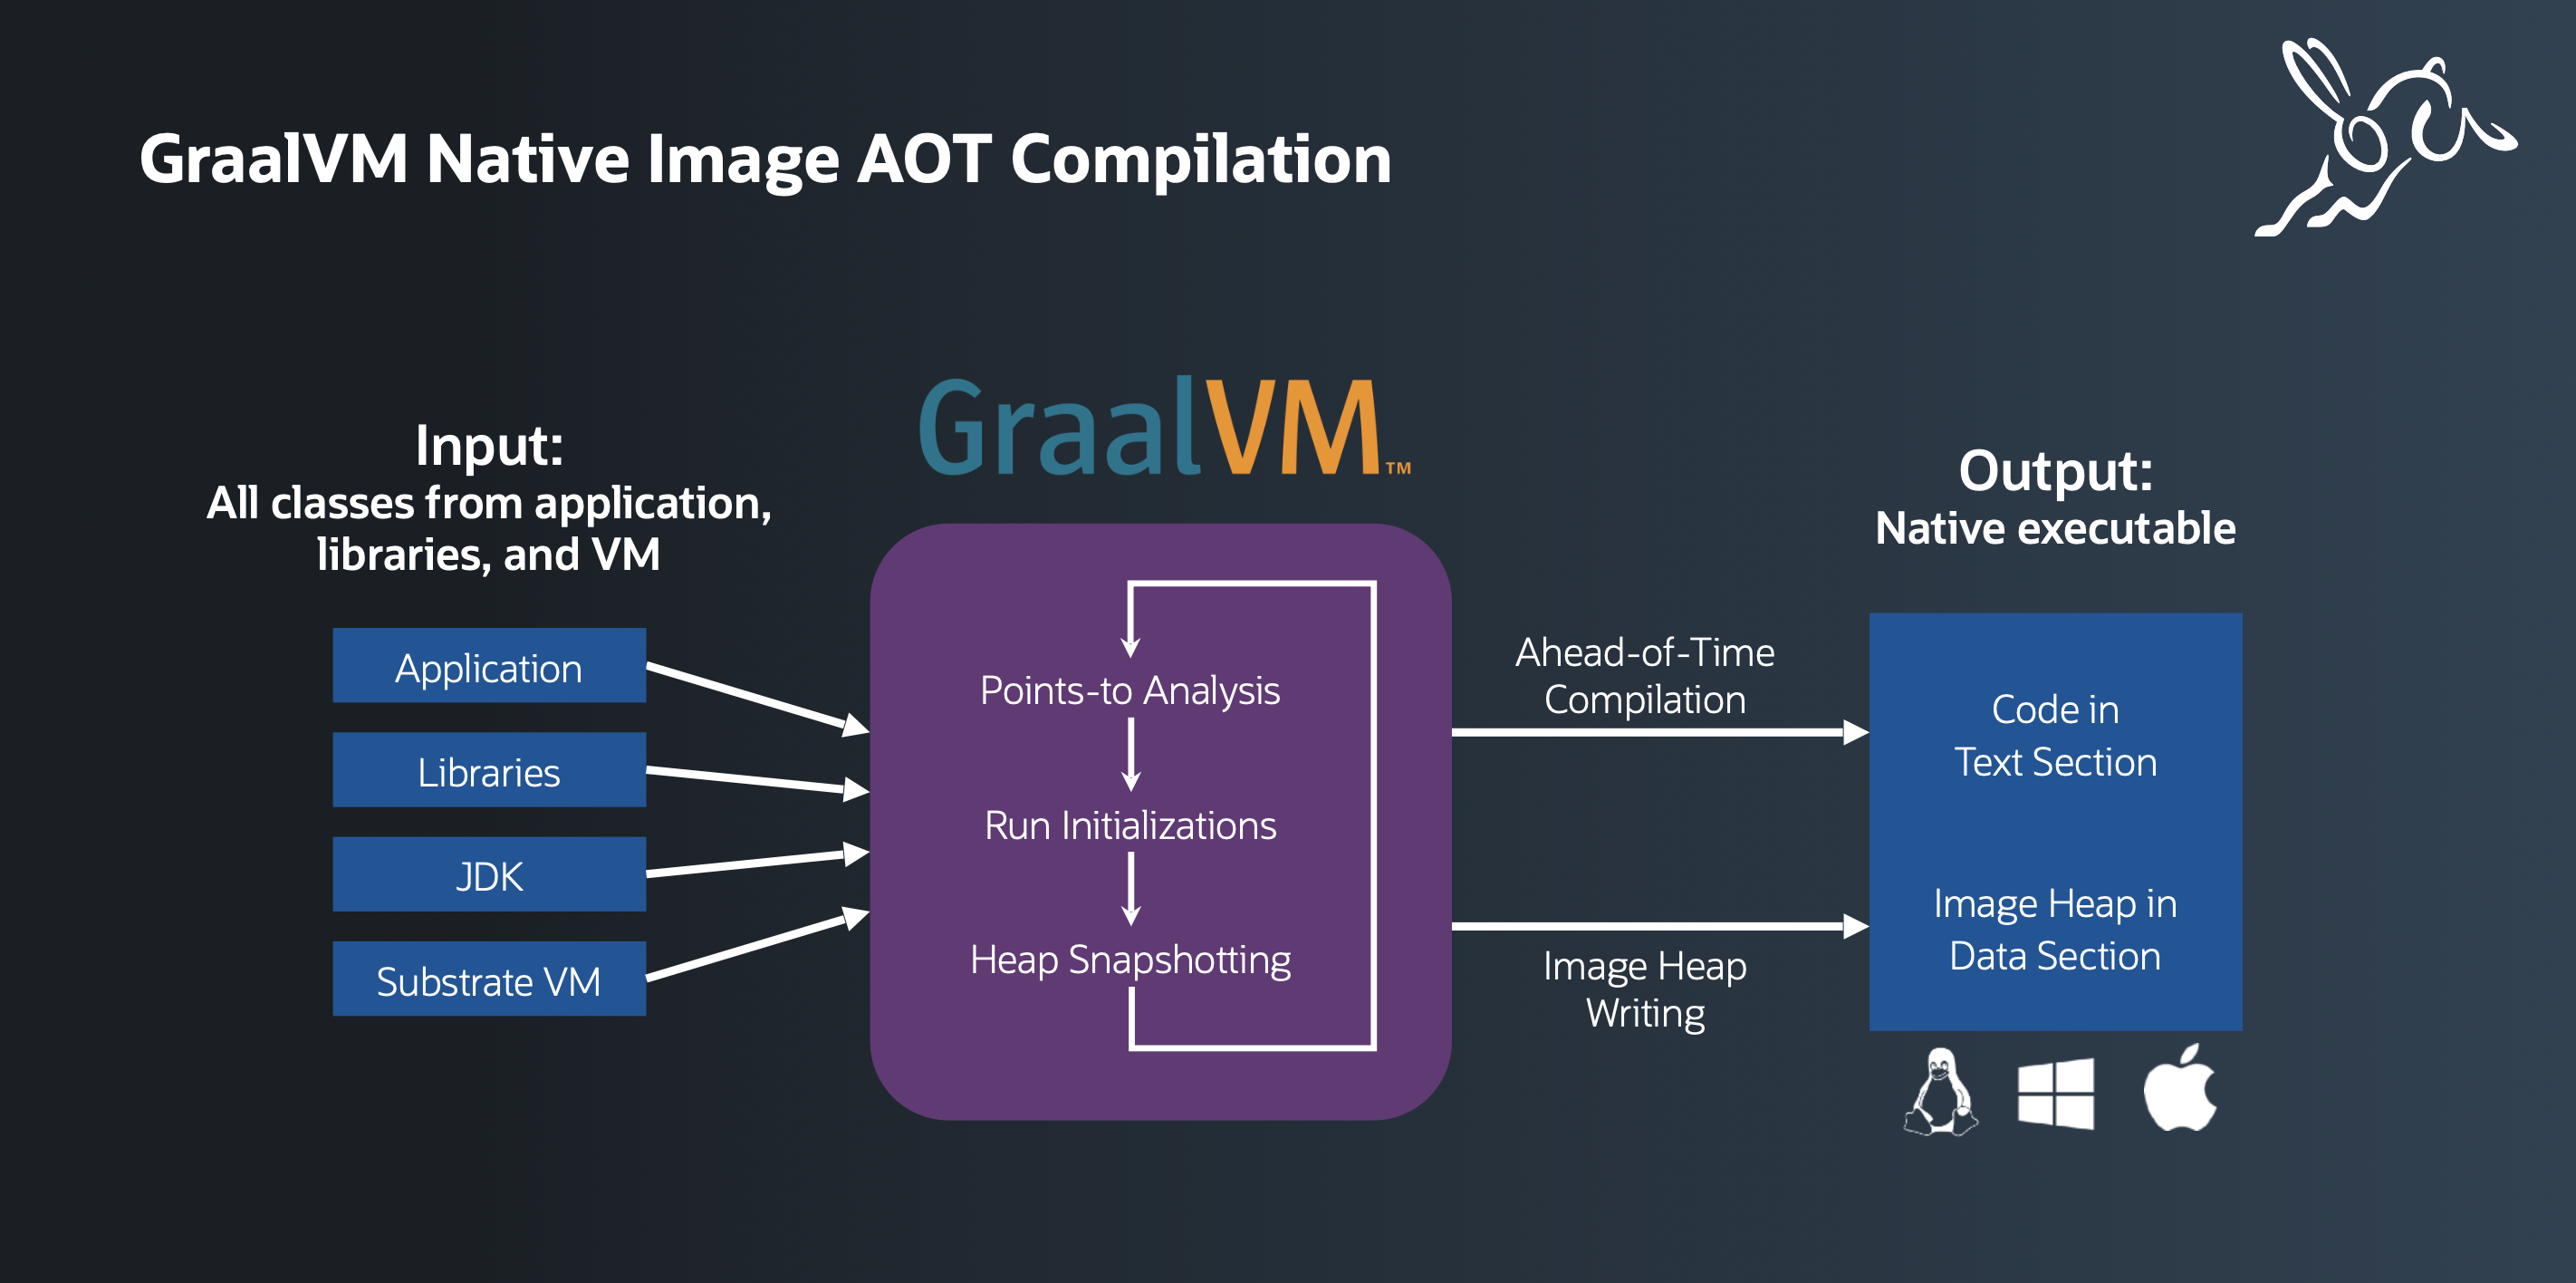 GraalVM Native Image AOT Compilation
GraalVM™
Input:
All classes from application,
libraries, and VM
Application
Libraries
JDK
Substrate VM
Points-to Analysis
Run Initializations
Heap Snapshotting
Ahead-of-Time
Compilation
Image Heap
Writing
Output:
Native executable
Code in
Text Section
Image Heap in
Data Section